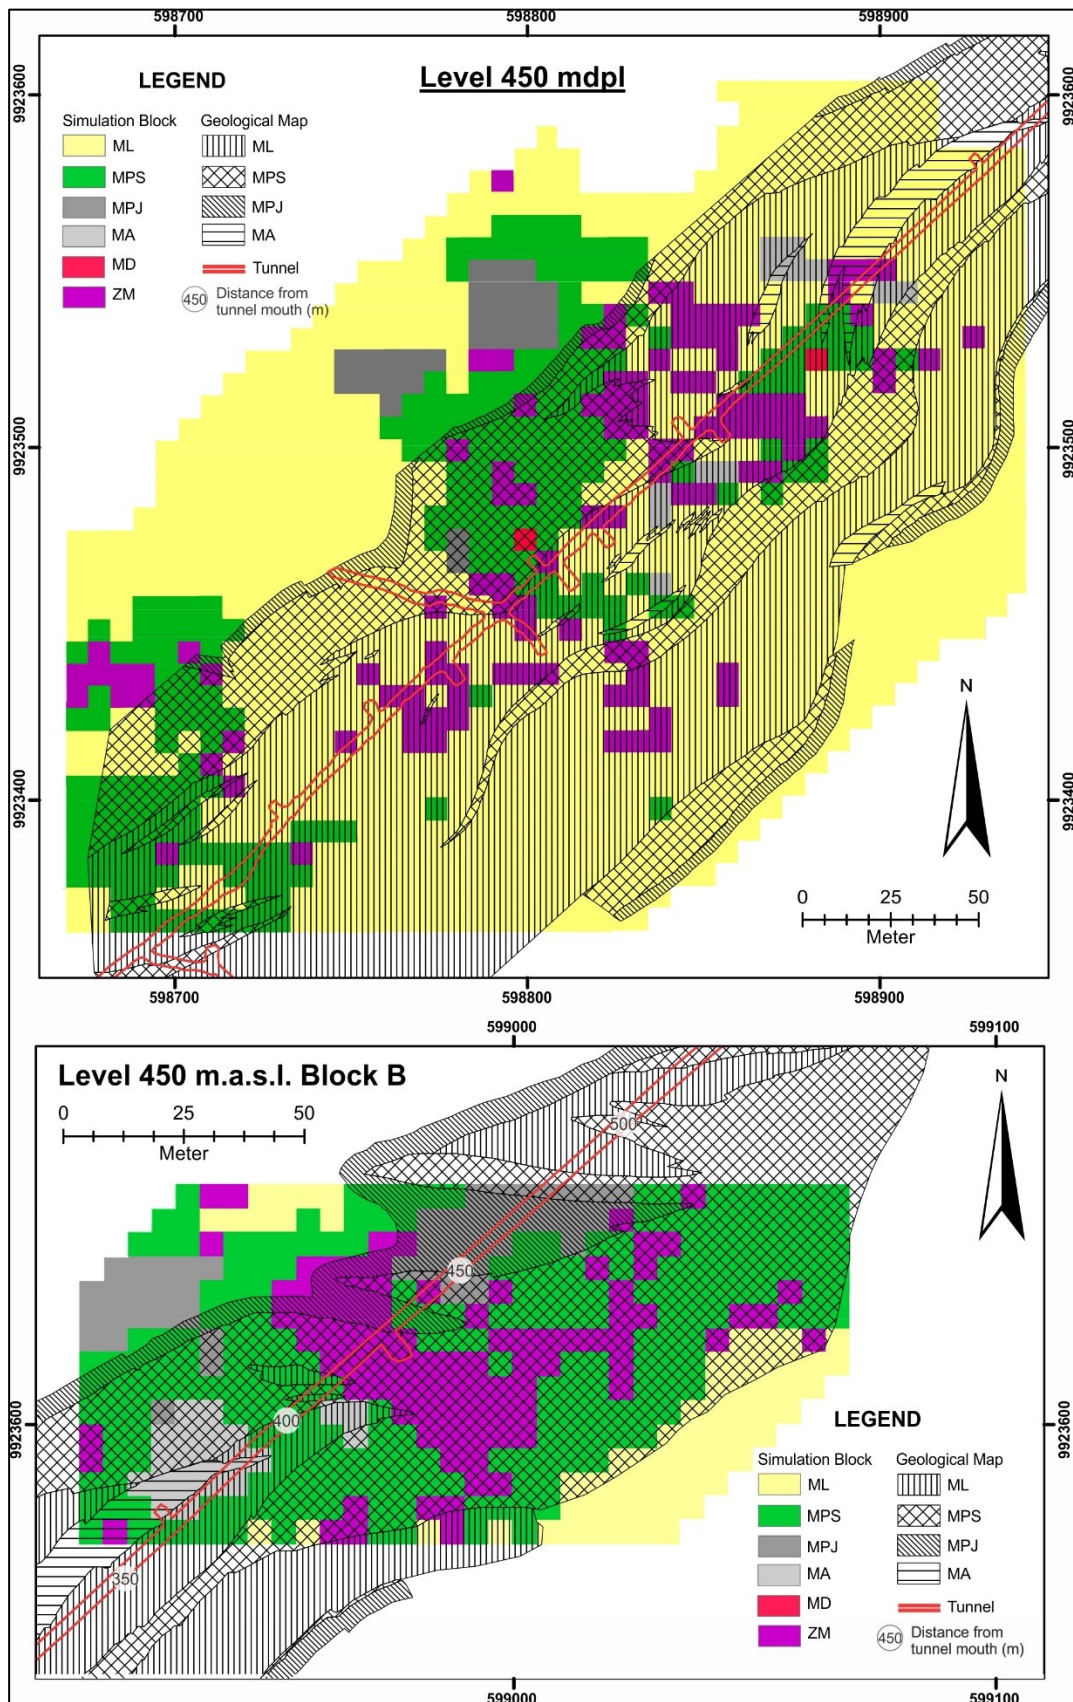 598700 598800 598900
Level 450 mdpl
LEGEND
Simulation Block Geological Map
ML ML
MPS MPS
MPJ MPJ
MA MA
MD Tunnel
ZM 450 Distance from
tunnel mouth (m)
9923600 9923600
9923500 9923500
9923400 9923400
N
0 25 50
Meter
598700 598800 598900
599000 599100
Level 450 m.a.s.l. Block B
0 25 50
Meter
N
500
450
400
350
9923600 9923600
LEGEND
Simulation Block Geological Map
ML ML
MPS MPS
MPJ MPJ
MA MA
MD Tunnel
ZM 450 Distance from
tunnel mouth (m)
599000 599100